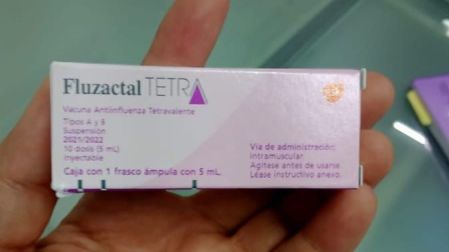 Fluzactal TETRA
Vacuna Antiinfluenza Tetravalente
Tipos A y B
Suspensión
2021/2022
10 dosis (5 mL)
Inyectable
Caja con 1 frasco ámpula con 5 mL.
gsk
Vía de administración:
intramuscular.
Agítese antes de usarse.
Léase instructivo anexo.